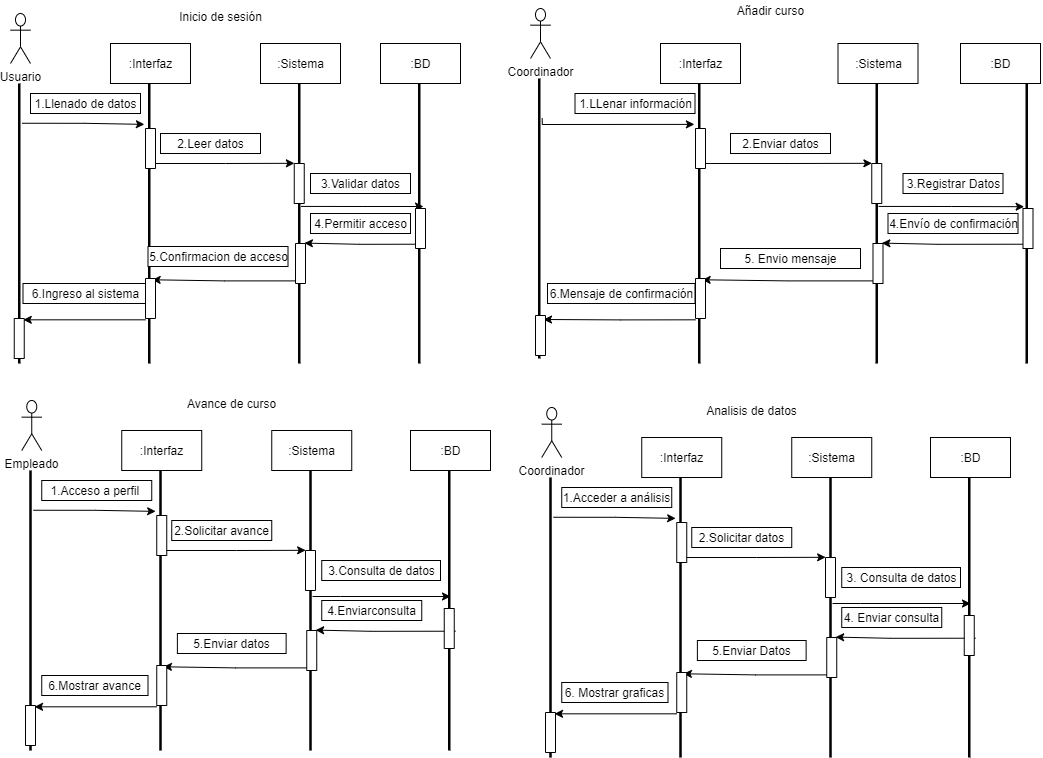 Inicio de sesión
Usuario
:Interfaz
:Sistema
:BD
1.Llenado de datos
2.Leer datos
3.Validar datos
4.Permitir acceso
5.Confirmacion de acceso
6.Ingreso al sistema
Añadir curso
Coordinador
:Interfaz
:Sistema
:BD
1.LLenar información
2.Enviar datos
3.Registrar Datos
4.Envío de confirmación
5. Envio mensaje
6.Mensaje de confirmación
Avance de curso
Empleado
:Interfaz
:Sistema
:BD
1.Acceso a perfil
2.Solicitar avance
3.Consulta de datos
4.Enviarconsulta
5.Enviar datos
6.Mostrar avance
Analisis de datos
Coordinador
:Interfaz
:Sistema
:BD
1.Acceder a análisis
2.Solicitar datos
3. Consulta de datos
4. Enviar consulta
5.Enviar Datos
6. Mostrar graficas